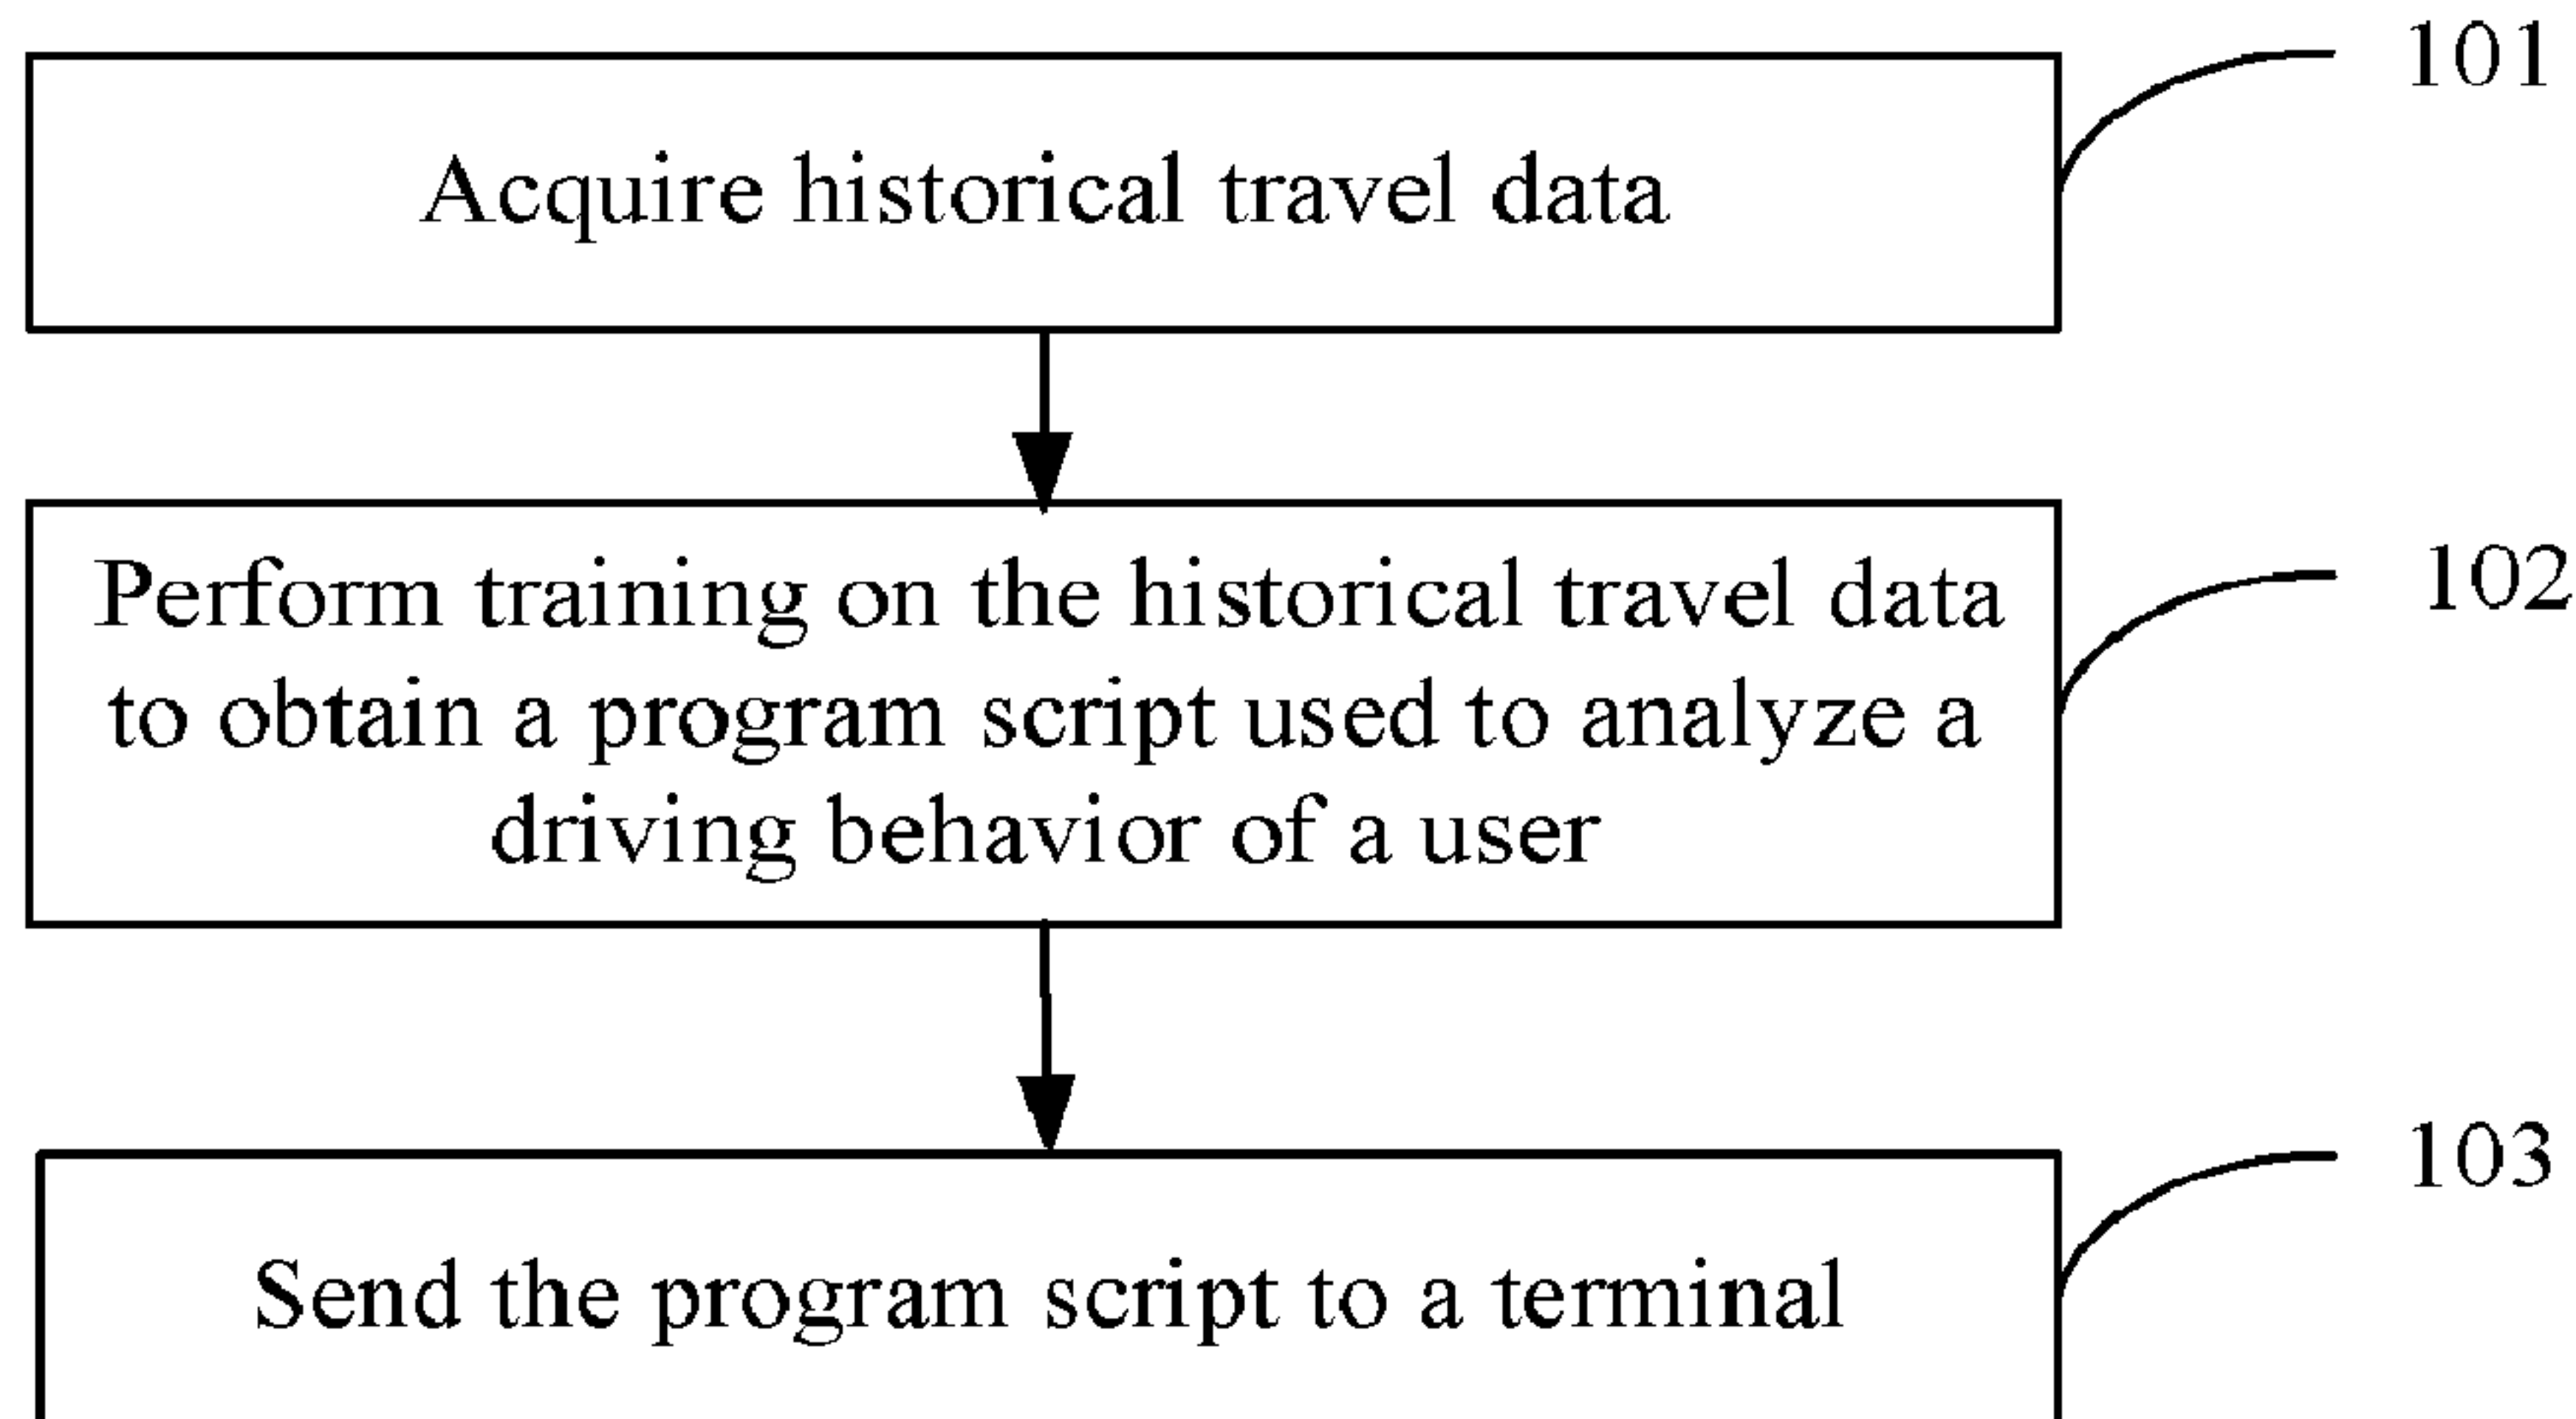 101
Acquire historical travel data
102
Perform training on the historical travel data
to obtain a program script used to analyze a
driving behavior of a user
103
Send the program script to a terminal